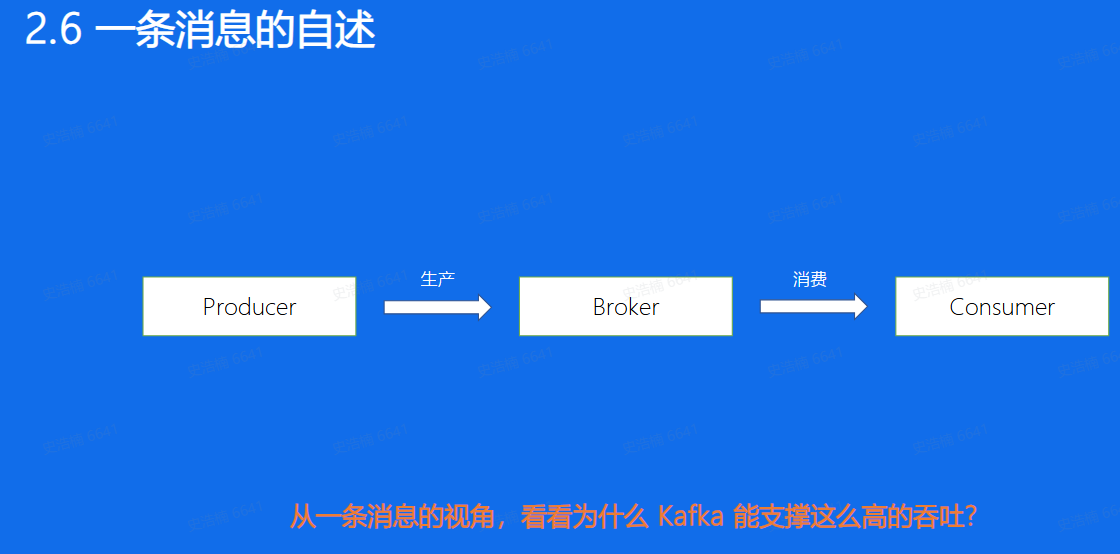 2.6 一条消息的自述
生产
消费
Producer
Broker
Consumer
从一条消息的视角，看看为什么 Kafka 能支撑这么高的吞吐？